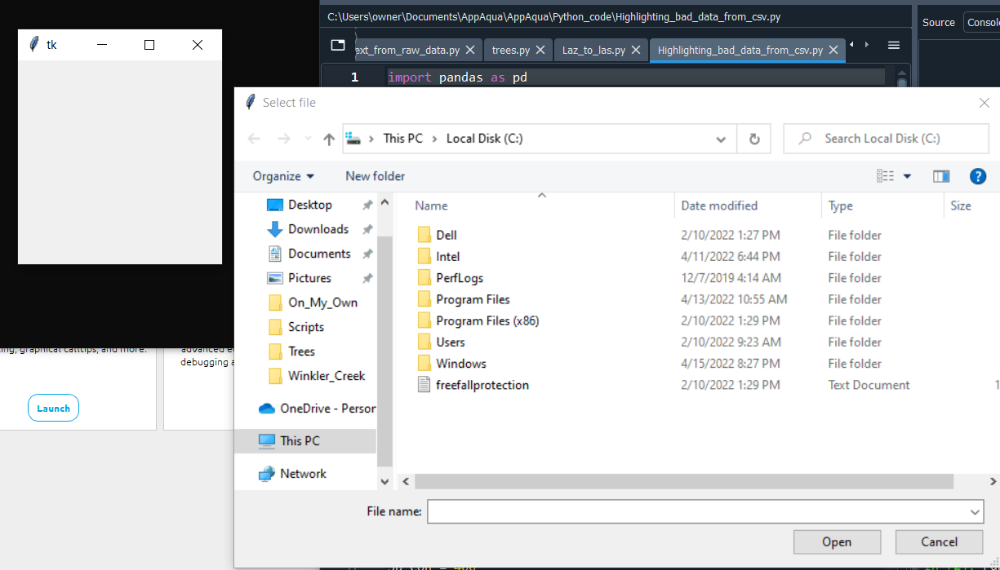 C:\Users\owner\Documents\AppAqua\AppAqua\Python_code\Highlighting_bad_data_from_csv.py
Source Consol
tk
ext_from_raw_data.py trees.py Laz_to_las.py Highlighting_bad_data_from_csv.py
1 import pandas as pd
Select file
This PC Local Disk (C:) Search Local Disk (C:)
Organize New folder
Name Date modified Type Size
Desktop
Downloads
Documents
Pictures
On_My_Own
Scripts
Trees
Winkler_Creek
OneDrive - Person
This PC
Network
Dell 2/10/2022 1:27 PM File folder
Intel 4/11/2022 6:44 PM File folder
PerfLogs 12/7/2019 4:14 AM File folder
Program Files 4/13/2022 10:55 AM File folder
Program Files (x86) 2/10/2022 1:29 PM File folder
Users 2/10/2022 9:23 AM File folder
Windows 4/15/2022 8:27 PM File folder
freefallprotection 2/10/2022 1:29 PM Text Document 1
graphical calltips, and more.
advanced
debugging
Launch
File name:
Open Cancel